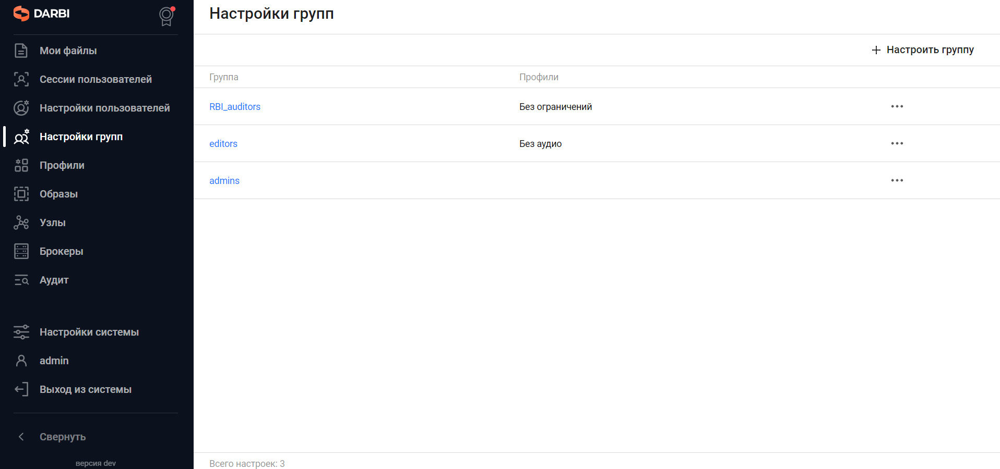 DARBI
Мои файлы
Сессии пользователей
Настройки пользователей
Настройки групп
Профили
Образы
Узлы
Брокеры
Аудит
Настройки системы
admin
Выход из системы
Свернуть
версия dev
Настройки групп
+ Настроить группу
Группа Профили
RBI_auditors Без ограничений
editors Без аудио
admins
Всего настроек: 3